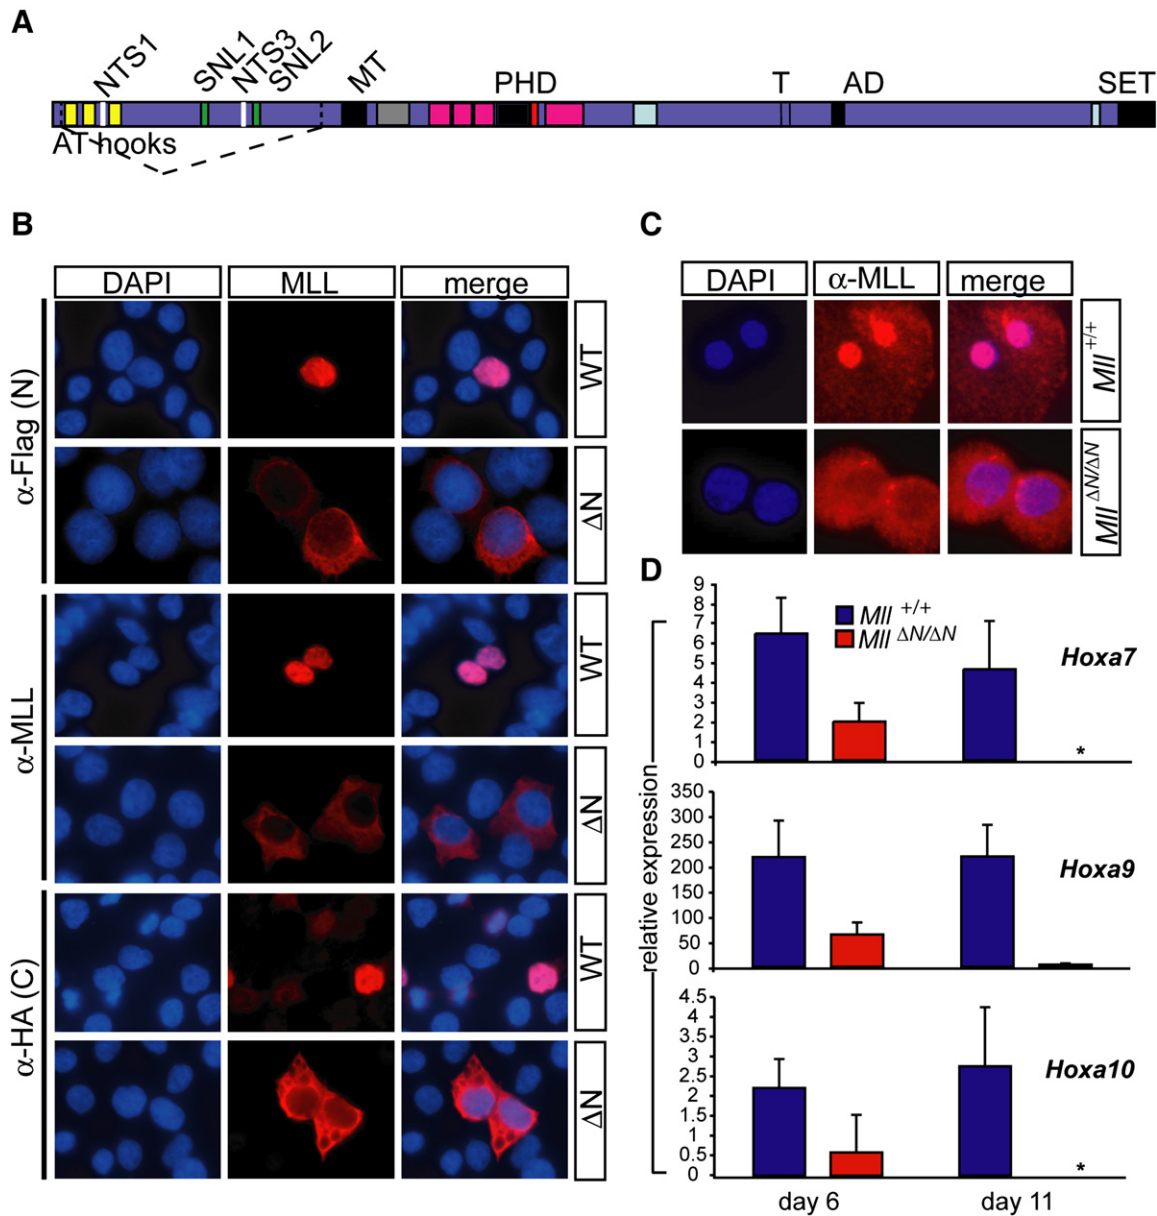 A
NTS1 SNL1 NTS3 SNL2 MT PHD T AD SET
AT hooks
B
DAPI MLL merge
α-Flag (N)
WT
ΔN
α-MLL
WT
ΔN
α-HA (C)
WT
ΔN
C
DAPI α-MLL merge
Mll +/+
Mll ΔN/ΔN
D
relative expression
Mll +/+
Mll ΔN/ΔN
Hoxa7
9
8
7
6
5
4
3
2
1
0
*
Hoxa9
350
300
250
200
150
100
50
0
Hoxa10
4.5
4
3.5
3
2.5
2
1.5
1
0.5
0
*
day 6 day 11